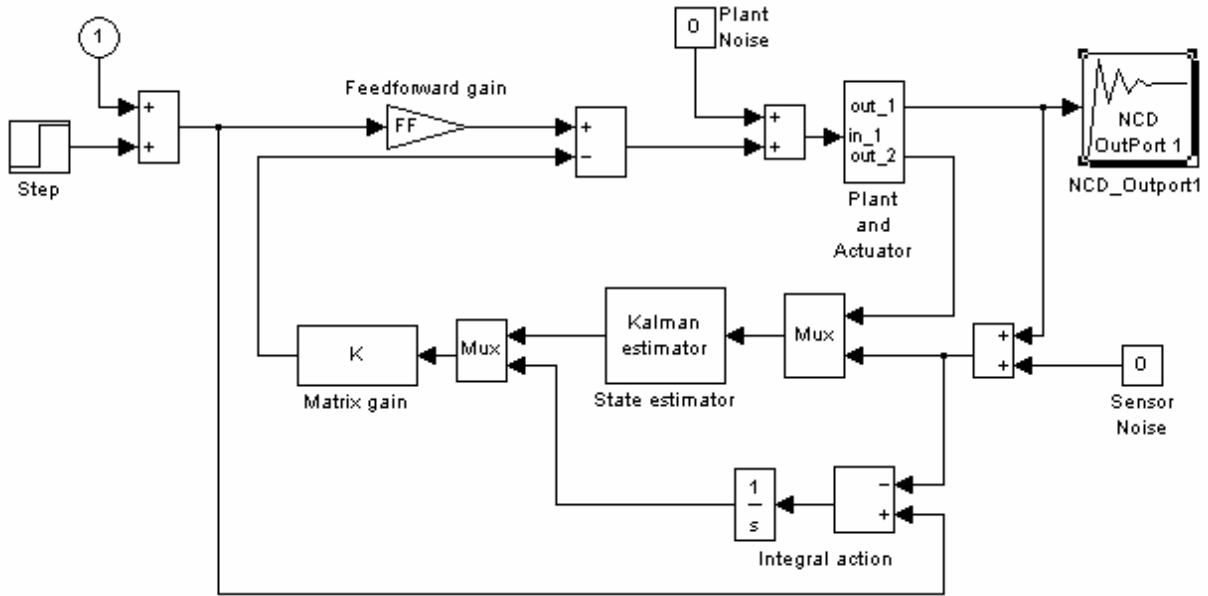 1
0
Plant
Noise
Feedforward gain
+
+
FF
+
−
+
+
out_1
in_1
out_2
NCD
OutPort 1
Step
Plant
and
Actuator
NCD_Outport1
K
Mux
Kalman
estimator
Mux
+
+
0
Matrix gain
State estimator
Sensor
Noise
1
s
−
+
Integral action